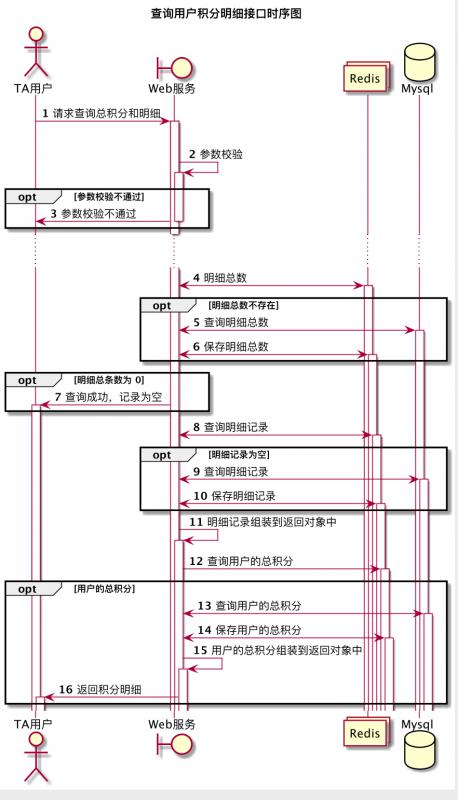 查询用户积分明细接口时序图
TA用户
Web服务
Redis
Mysql
1 请求查询总积分和明细
2 参数校验
opt [参数校验不通过]
3 参数校验不通过
4 明细总数
opt [明细总数不存在]
5 查询明细总数
6 保存明细总数
opt [明细总条数为 0]
7 查询成功，记录为空
8 查询明细记录
opt [明细记录为空]
9 查询明细记录
10 保存明细记录
11 明细记录组装到返回对象中
12 查询用户的总积分
opt [用户的总积分]
13 查询用户的总积分
14 保存用户的总积分
15 用户的总积分组装到返回对象中
16 返回积分明细
TA用户
Web服务
Redis
Mysql